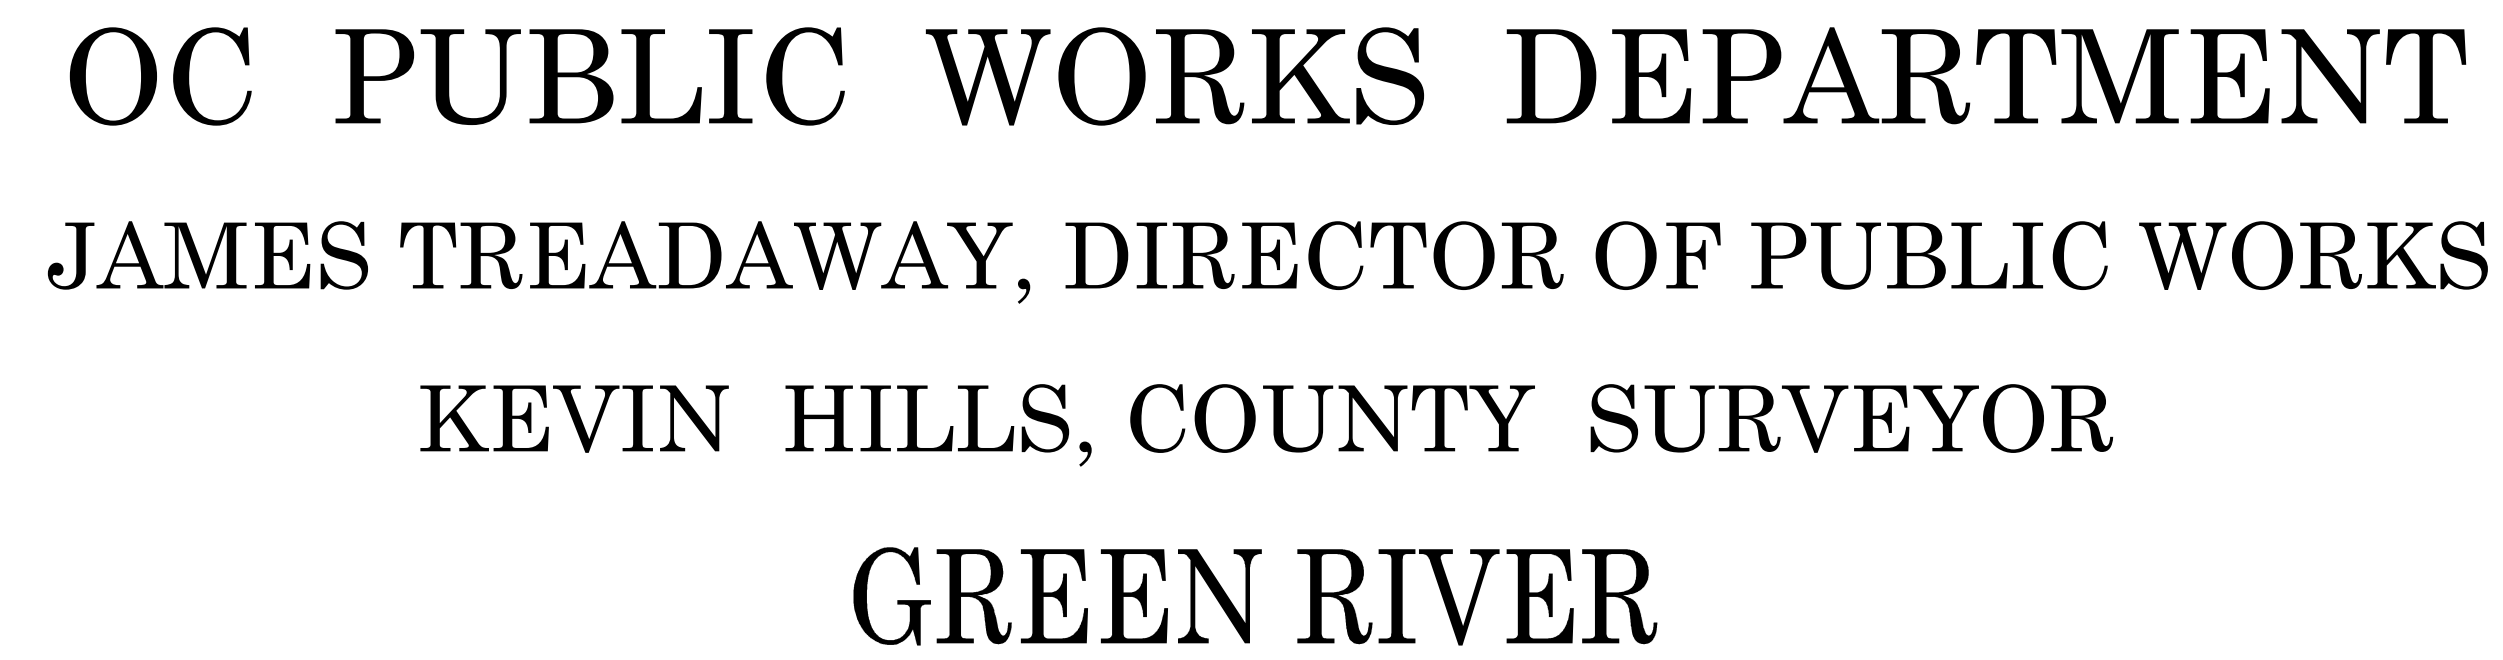 OC PUBLIC WORKS DEPARTMENT
JAMES TREADAWAY, DIRECTOR OF PUBLIC WORKS
KEVIN HILLS, COUNTY SURVEYOR
GREEN RIVER